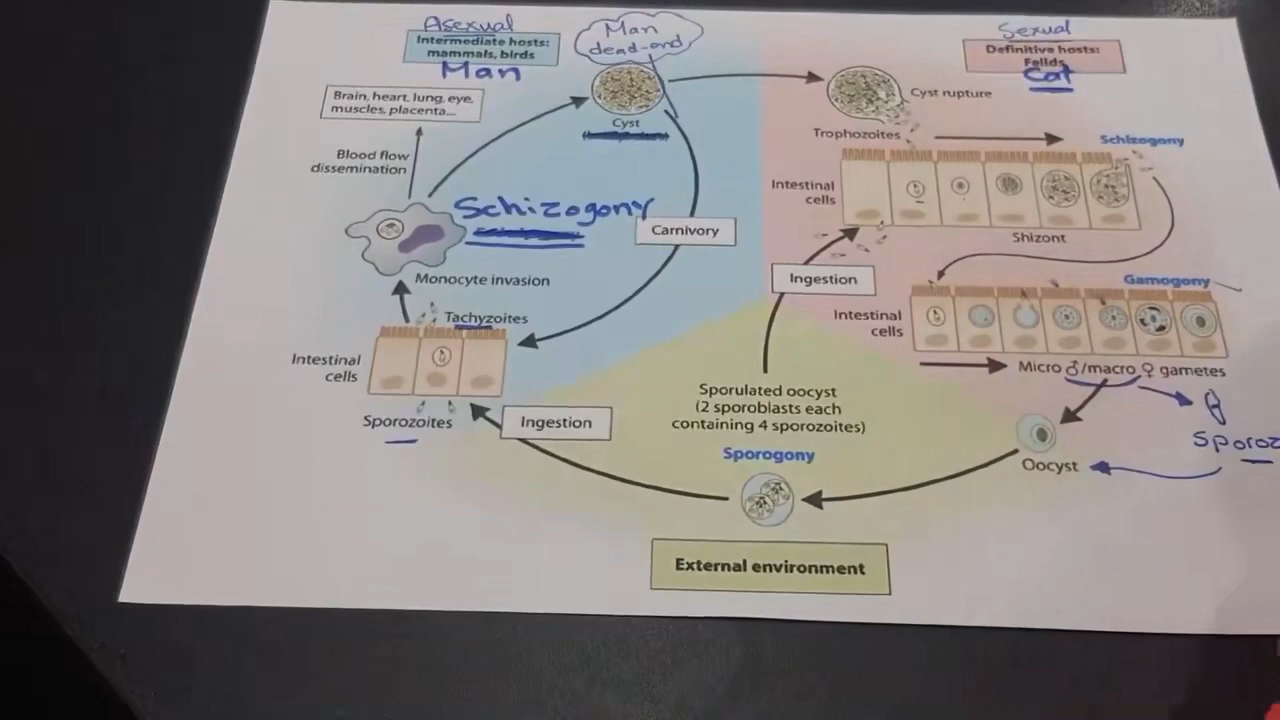 Asexual
Intermediate hosts:
mammals, birds
Man
Man
dead-end
Sexual
Definitive hosts:
Felids
Cat
Brain, heart, lung, eye,
muscles, placenta...
Cyst
Cyst rupture
Trophozoites
Schizogony
Blood flow
dissemination
Intestinal
cells
Schizogony
Carnivory
Shizont
Monocyte invasion
Ingestion
Gamogony
Tachyzoites
Intestinal
cells
Intestinal
cells
Micro ♂/macro ♀ gametes
Sporulated oocyst
(2 sporoblasts each
containing 4 sporozoites)
Sporozoites
Ingestion
Sporogony
Oocyst
Sporoz
External environment